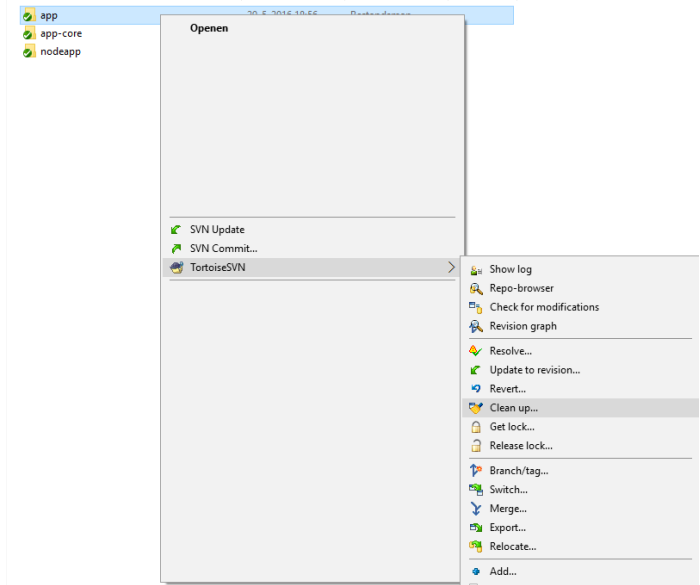 app
app-core
nodeapp
Openen
SVN Update
SVN Commit...
TortoiseSVN
Show log
Repo-browser
Check for modifications
Revision graph
Resolve...
Update to revision...
Revert...
Clean up...
Get lock...
Release lock...
Branch/tag...
Switch...
Merge...
Export...
Relocate...
Add...